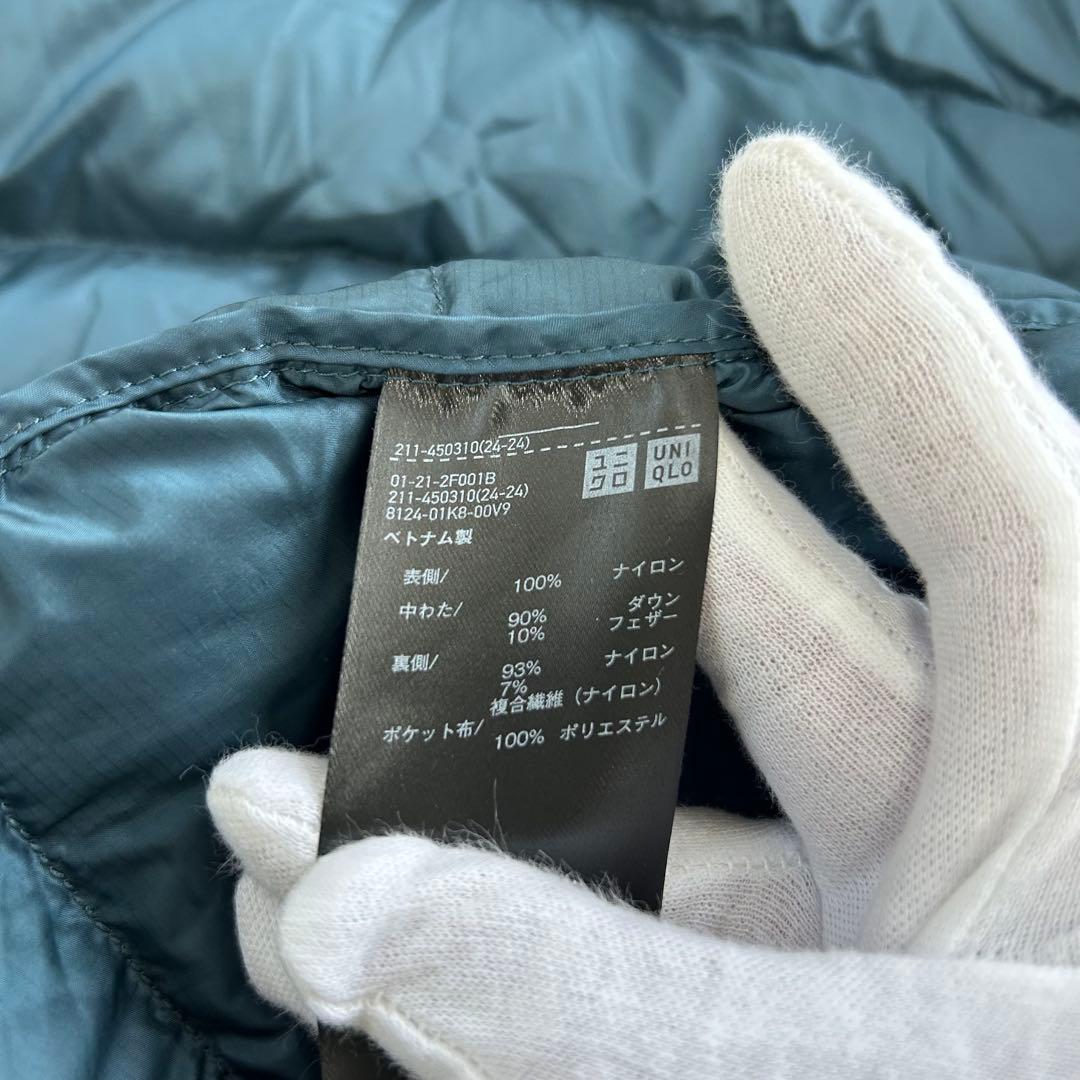 211-450310(24-24)
01-21-2F001B
211-450310(24-24)
8124-01K8-00V9
ユニ
クロ
UNI
QLO
ベトナム製
表側/ 100% ナイロン
中わた/ 90% ダウン
10% フェザー
裏側/ 93% ナイロン
7%
複合繊維 (ナイロン)
ポケット布/ 100% ポリエステル